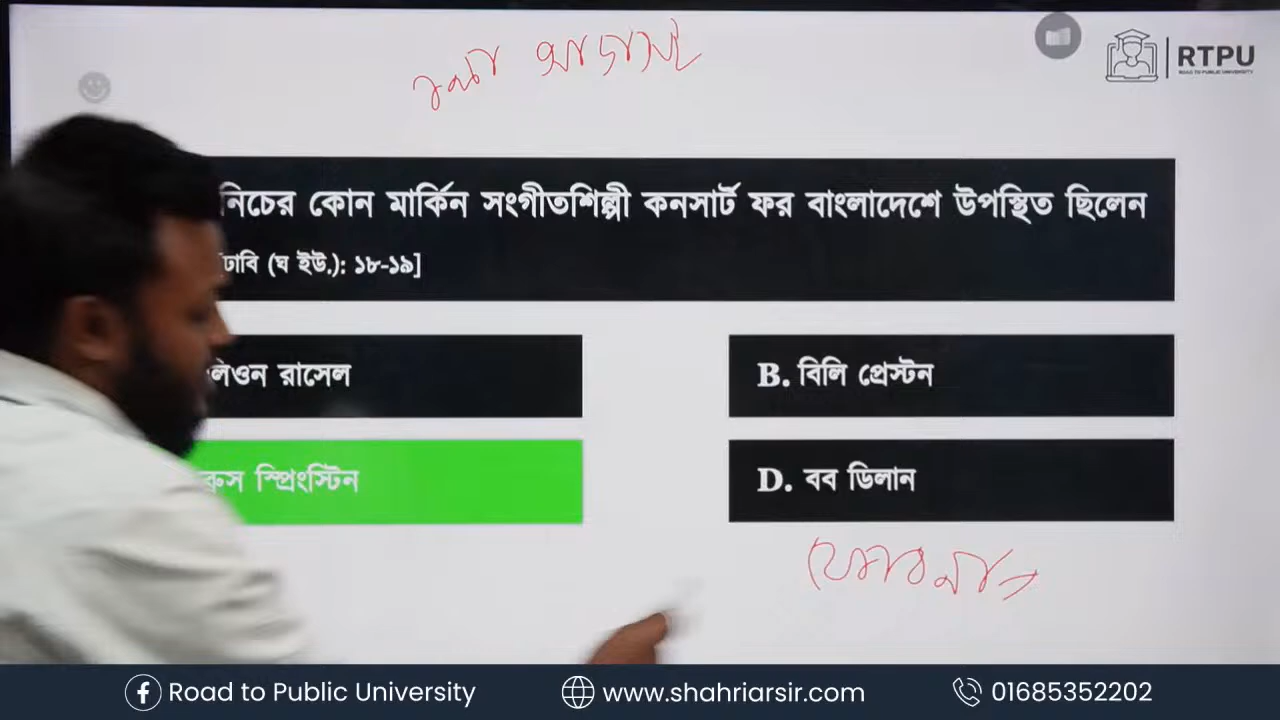 RTPU
ROAD TO PUBLIC UNIVERSITY
নিচের কোন মার্কিন সংগীতশিল্পী কনসার্ট ফর বাংলাদেশে উপস্থিত ছিলেন
[ঢাবি (ঘ ইউ.): ১৮-১৯]
লিওন রাসেল
B. বিলি প্রেস্টন
ব্রুস স্প্রিংস্টিন
D. বব ডিলান
Road to Public University
www.shahriarsir.com
01685352202